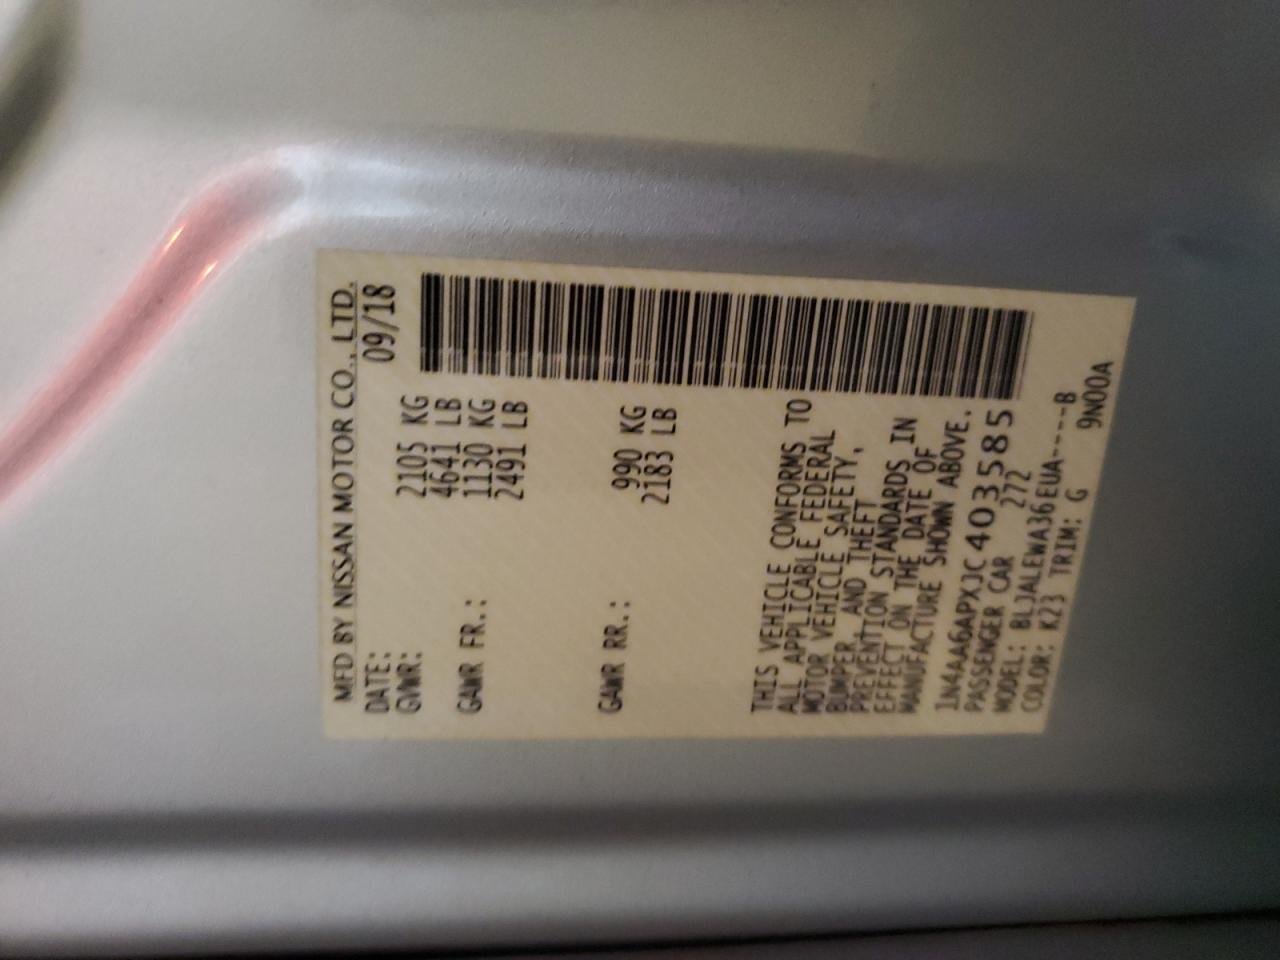 MFD BY NISSAN MOTOR CO., LTD.
DATE: 09/18
GVWR: 2105 KG
4641 LB
GAWR FR.: 1130 KG
2491 LB
GAWR RR.: 990 KG
2183 LB
THIS VEHICLE CONFORMS TO
ALL APPLICABLE FEDERAL
MOTOR VEHICLE SAFETY,
BUMPER, AND THEFT
PREVENTION STANDARDS IN
EFFECT ON THE DATE OF
MANUFACTURE SHOWN ABOVE.
1N4AA6APXJC403585
PASSENGER CAR 272
MODEL: BLJALEWA36EUA----B
COLOR: K23 TRIM: G 9N00A